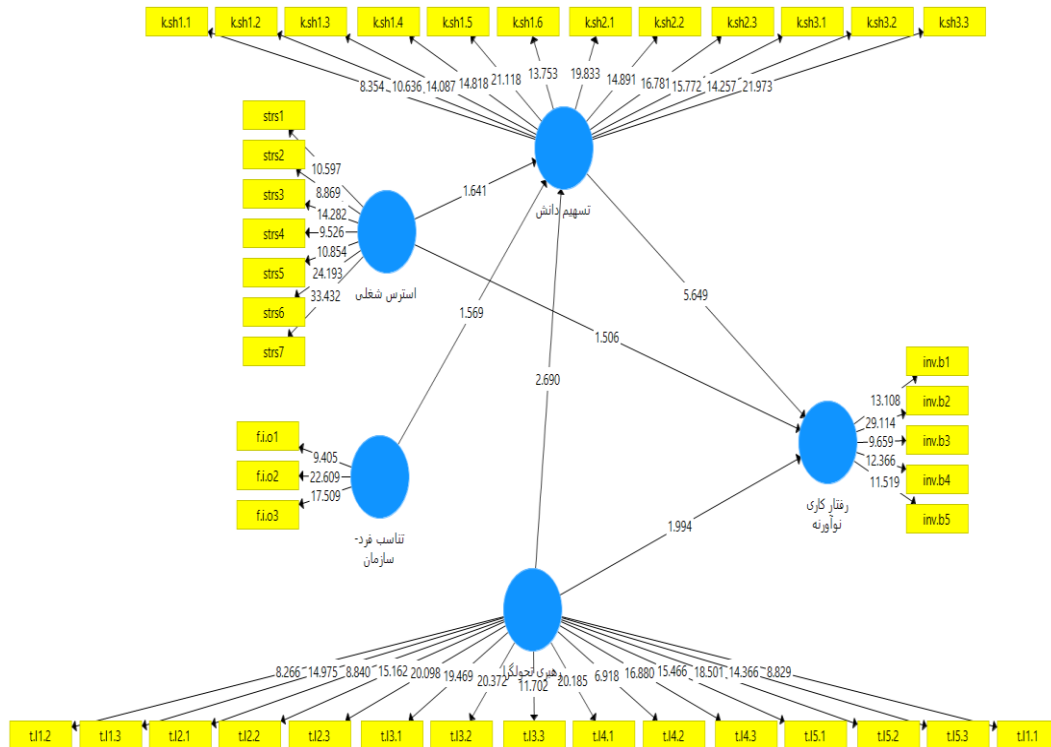 k.sh1.1 k.sh1.2 k.sh1.3 k.sh1.4 k.sh1.5 k.sh1.6 k.sh2.1 k.sh2.2 k.sh2.3 k.sh3.1 k.sh3.2 k.sh3.3
8.354 10.636 14.087 14.818 21.118 13.753 19.833 14.891 16.781 15.772 14.257 21.973
تسهیم دانش
strs1
strs2
strs3
strs4
strs5
strs6
strs7
10.597
8.869
14.282
9.526
10.854
24.193
33.432
استرس شغلی
1.641
1.569
2.690
1.506
5.649
1.994
f.i.o1
f.i.o2
f.i.o3
9.405
22.609
17.509
تناسب فرد-
سازمان
inv.b1
inv.b2
inv.b3
inv.b4
inv.b5
13.108
29.114
9.659
12.366
11.519
رفتار کاری
نوآورنه
رهبری تحولگرا
8.266 14.975 8.840 15.162 20.098 19.469 20.372 11.702 20.185 6.918 16.880 15.466 18.501 14.366 8.829
t.l1.2 t.l1.3 t.l2.1 t.l2.2 t.l2.3 t.l3.1 t.l3.2 t.l3.3 t.l4.1 t.l4.2 t.l4.3 t.l5.1 t.l5.2 t.l5.3 t.l1.1